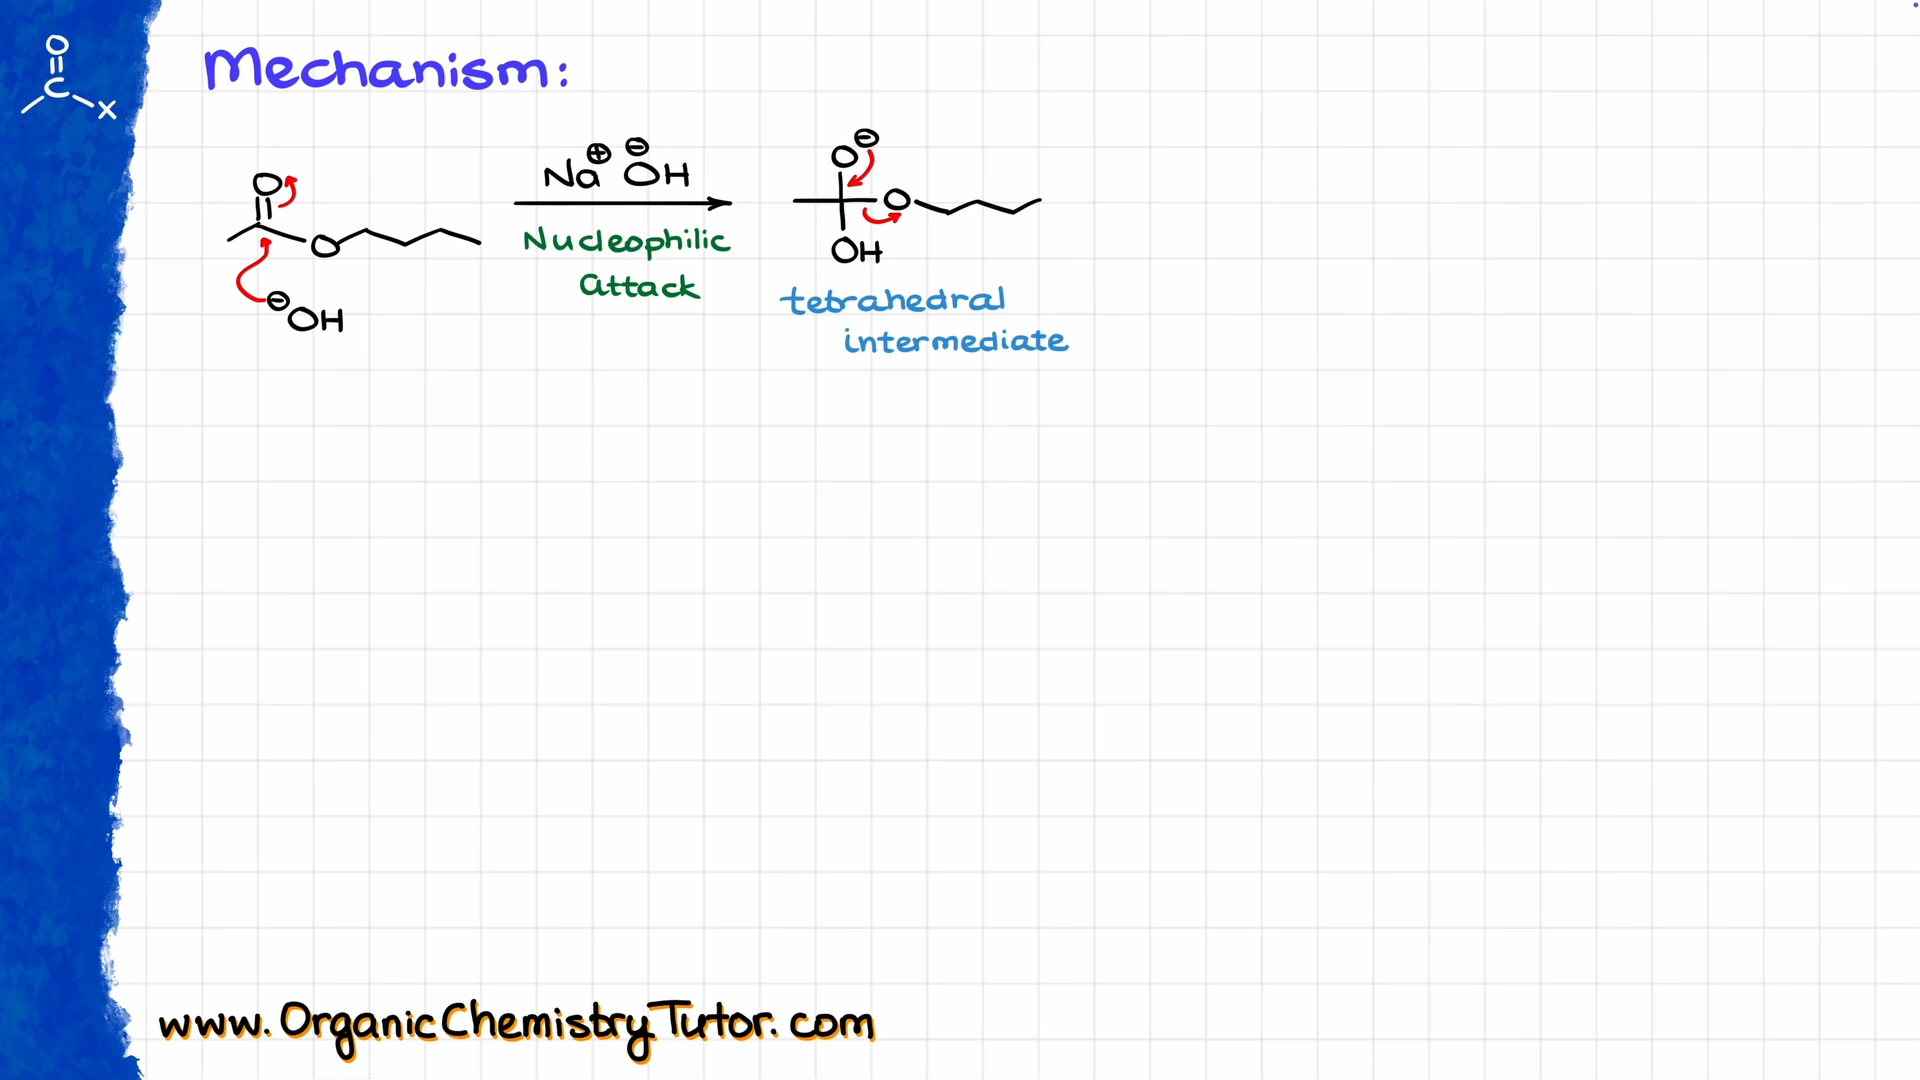 O
C
X
Mechanism:
O
O
⊖
OH
Na⊕ ⊖OH
Nucleophilic
attack
O⊖
O
OH
tetrahedral
intermediate
www.OrganicChemistryTutor.com